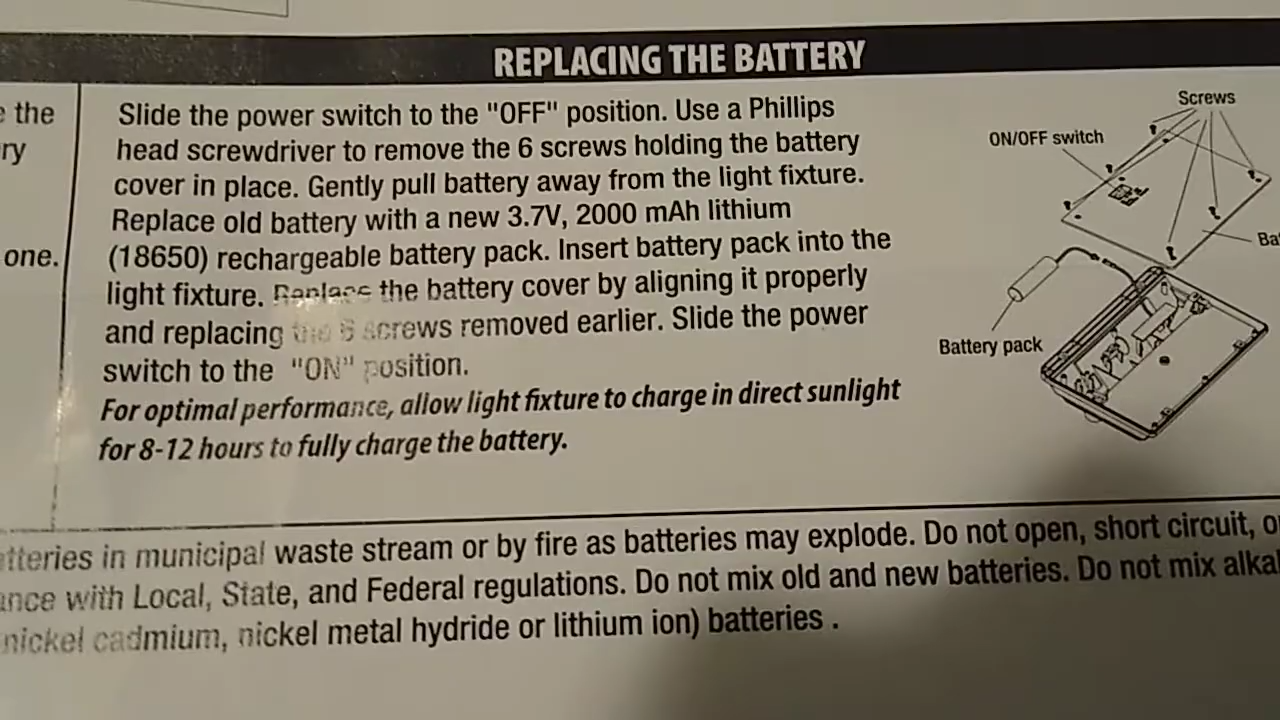 REPLACING THE BATTERY
e the
ry
one.
Slide the power switch to the "OFF" position. Use a Phillips
head screwdriver to remove the 6 screws holding the battery
cover in place. Gently pull battery away from the light fixture.
Replace old battery with a new 3.7V, 2000 mAh lithium
(18650) rechargeable battery pack. Insert battery pack into the
light fixture. Replace the battery cover by aligning it properly
and replacing the 6 screws removed earlier. Slide the power
switch to the "ON" position.
For optimal performance, allow light fixture to charge in direct sunlight
for 8-12 hours to fully charge the battery.
Screws
ON/OFF switch
Ba
Battery pack
tteries in municipal waste stream or by fire as batteries may explode. Do not open, short circuit, o
ance with Local, State, and Federal regulations. Do not mix old and new batteries. Do not mix alka
nickel cadmium, nickel metal hydride or lithium ion) batteries .